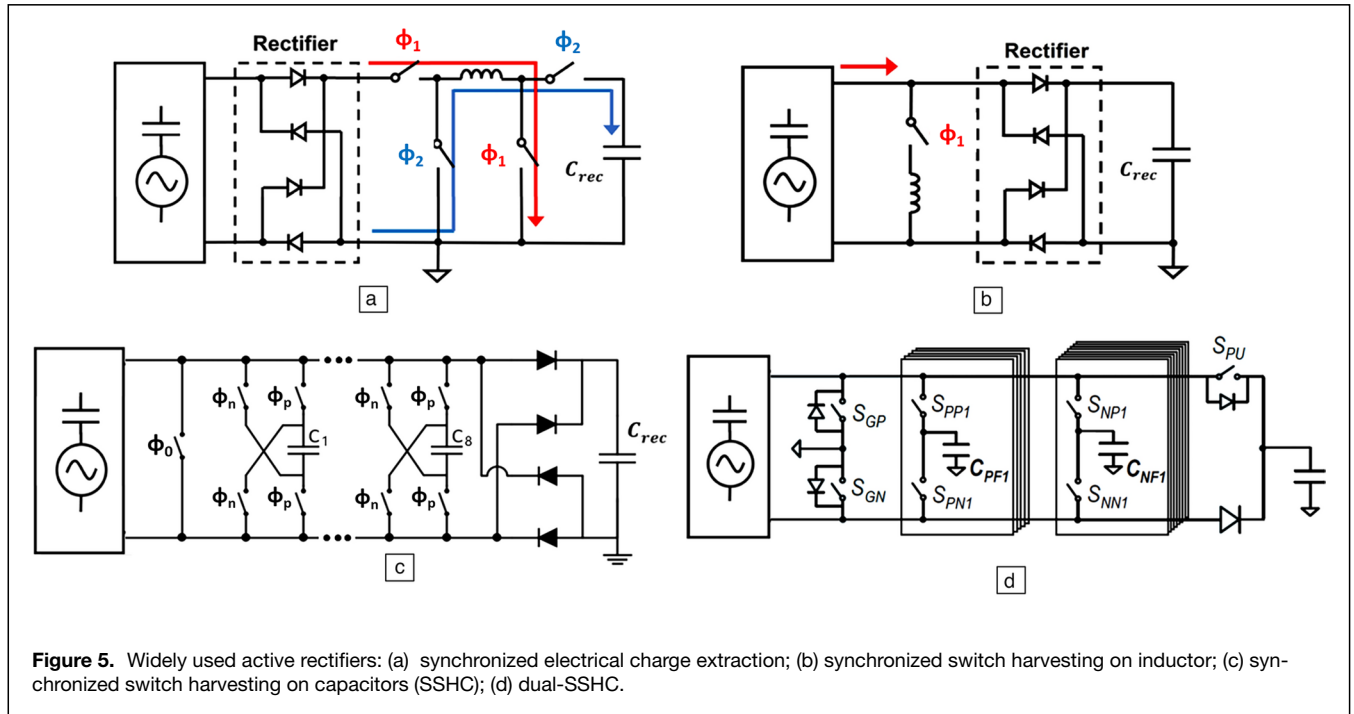 Rectifier
ϕ1
ϕ2
ϕ2
ϕ1
Crec
a
Rectifier
ϕ1
Crec
b
ϕ0
ϕn
ϕp
C1
ϕn
ϕp
ϕn
ϕp
C8
ϕn
ϕp
Crec
c
SGP
SGN
SPP1
CPF1
SPN1
SNP1
CNF1
SNN1
SPU
d
Figure 5. Widely used active rectifiers: (a) synchronized electrical charge extraction; (b) synchronized switch harvesting on inductor; (c) syn-
chronized switch harvesting on capacitors (SSHC); (d) dual-SSHC.